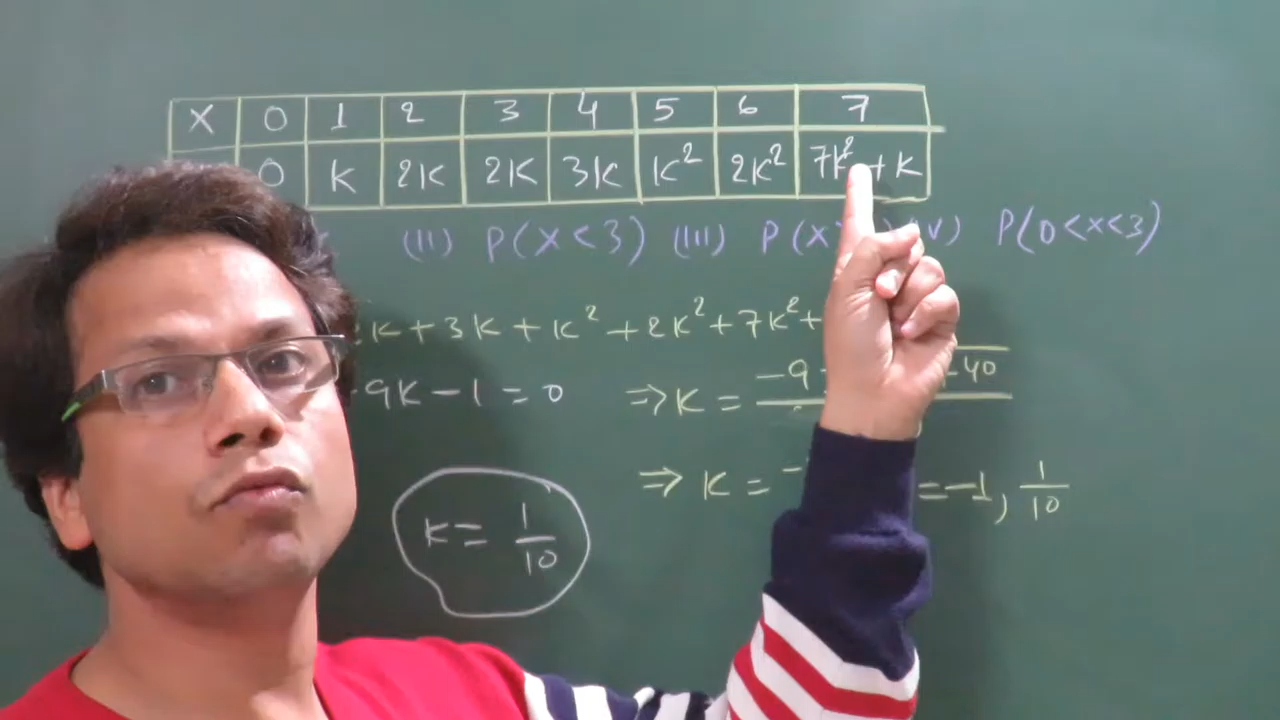 X 0 1 2 3 4 5 6 7
0 K 2K 2K 3K K² 2K² 7K² + K
(II) P(X<3) (III) P(X V) P(0<X<3)
K + 3K + K² + 2K² + 7K² +
9K - 1 = 0 ⇒ K = -9 40
⇒ K = - = -1, 1/10
K = 1/10